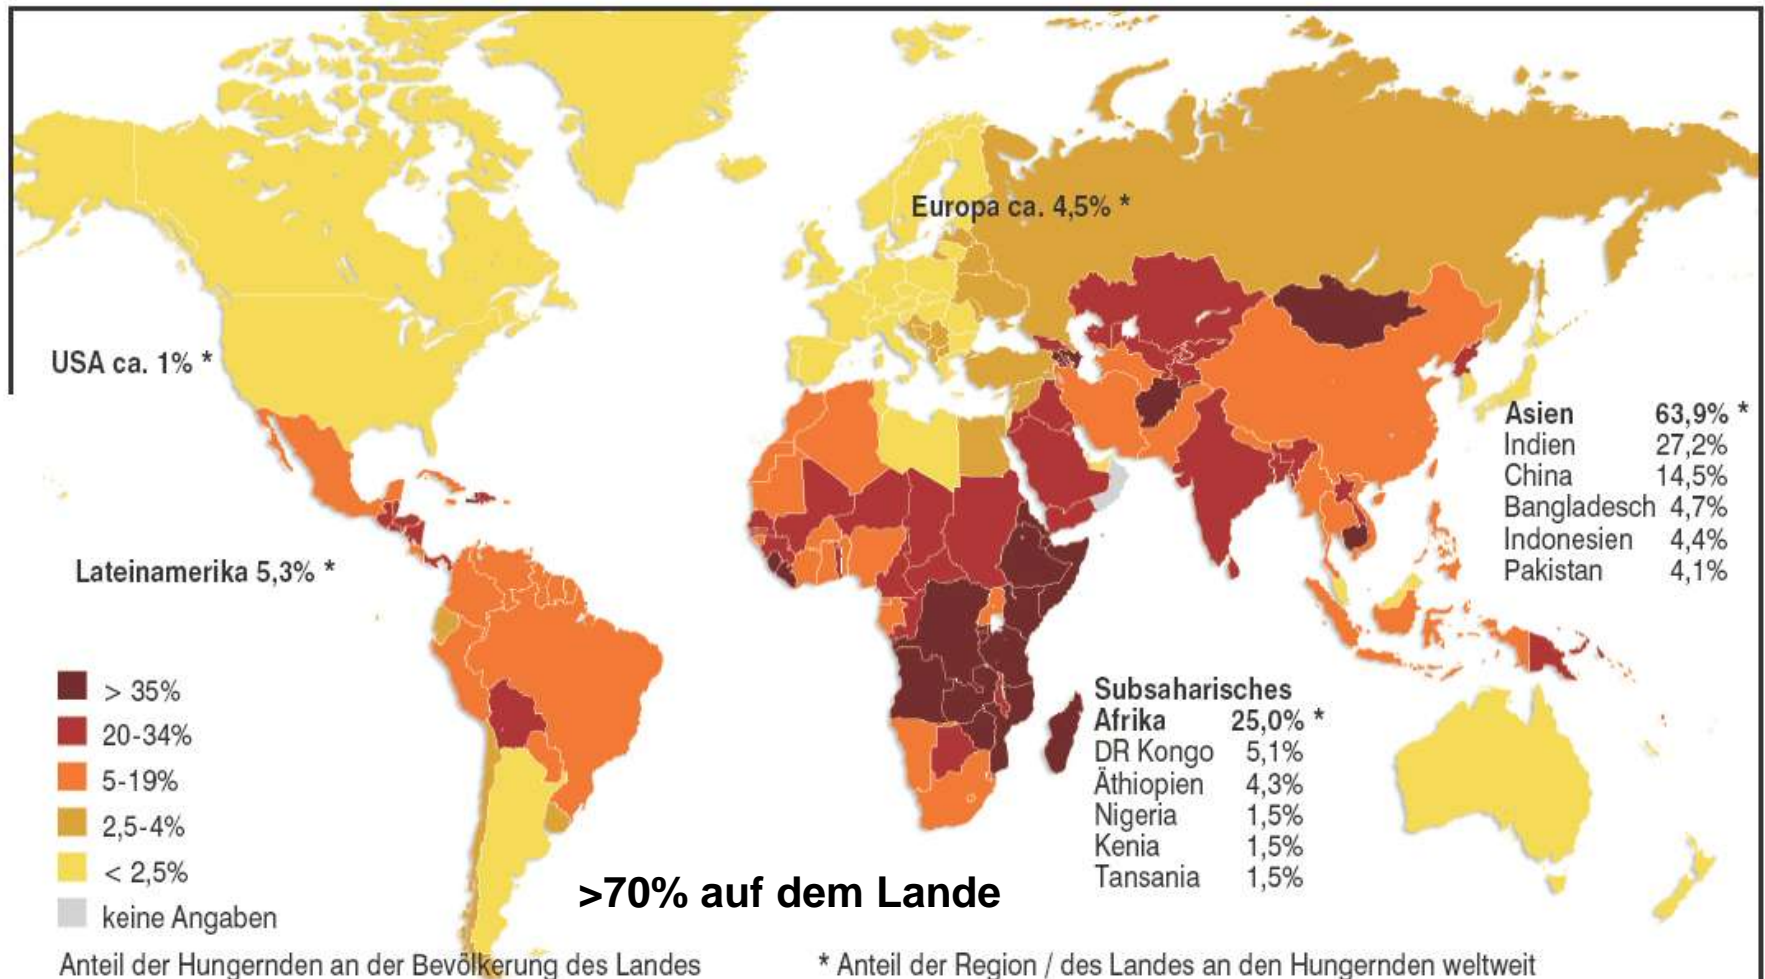 Europa ca. 4,5% *
USA ca. 1% *
Lateinamerika 5,3% *
Asien 63,9% *
Indien 27,2%
China 14,5%
Bangladesch 4,7%
Indonesien 4,4%
Pakistan 4,1%
Subsaharisches
Afrika 25,0% *
DR Kongo 5,1%
Äthiopien 4,3%
Nigeria 1,5%
Kenia 1,5%
Tansania 1,5%
> 35%
20-34%
5-19%
2,5-4%
< 2,5%
keine Angaben
>70% auf dem Lande
Anteil der Hungernden an der Bevölkerung des Landes
* Anteil der Region / des Landes an den Hungernden weltweit